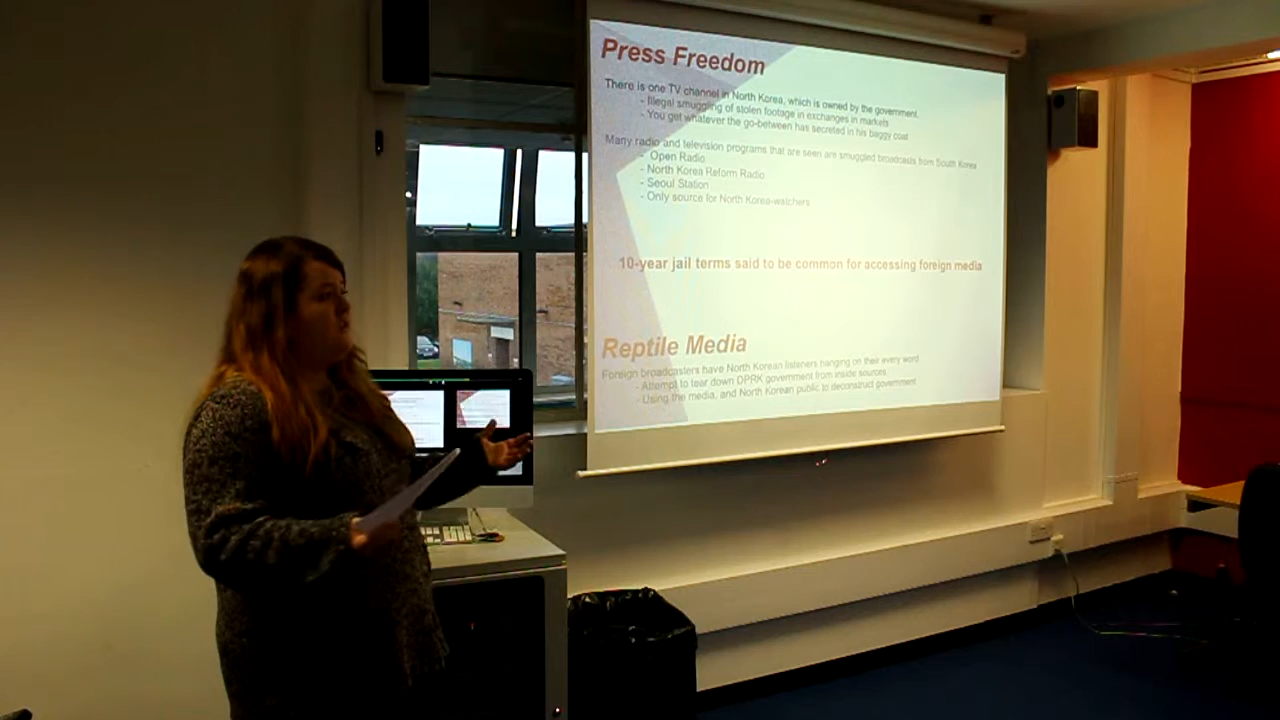 Press Freedom
There is one TV channel in North Korea, which is owned by the government.
- Illegal smuggling of stolen footage in exchanges in markets
- You get whatever the go-between has secreted in his baggy coat
Many radio and television programs that are seen are smuggled broadcasts from South Korea
- Open Radio
- North Korea Reform Radio
- Seoul Station
- Only source for North Korea-watchers
10-year jail terms said to be common for accessing foreign media
Reptile Media
Foreign broadcasters have North Korean listeners hanging on their every word
- Attempt to tear down DPRK government from inside sources
- Using the media, and North Korean public to deconstruct government